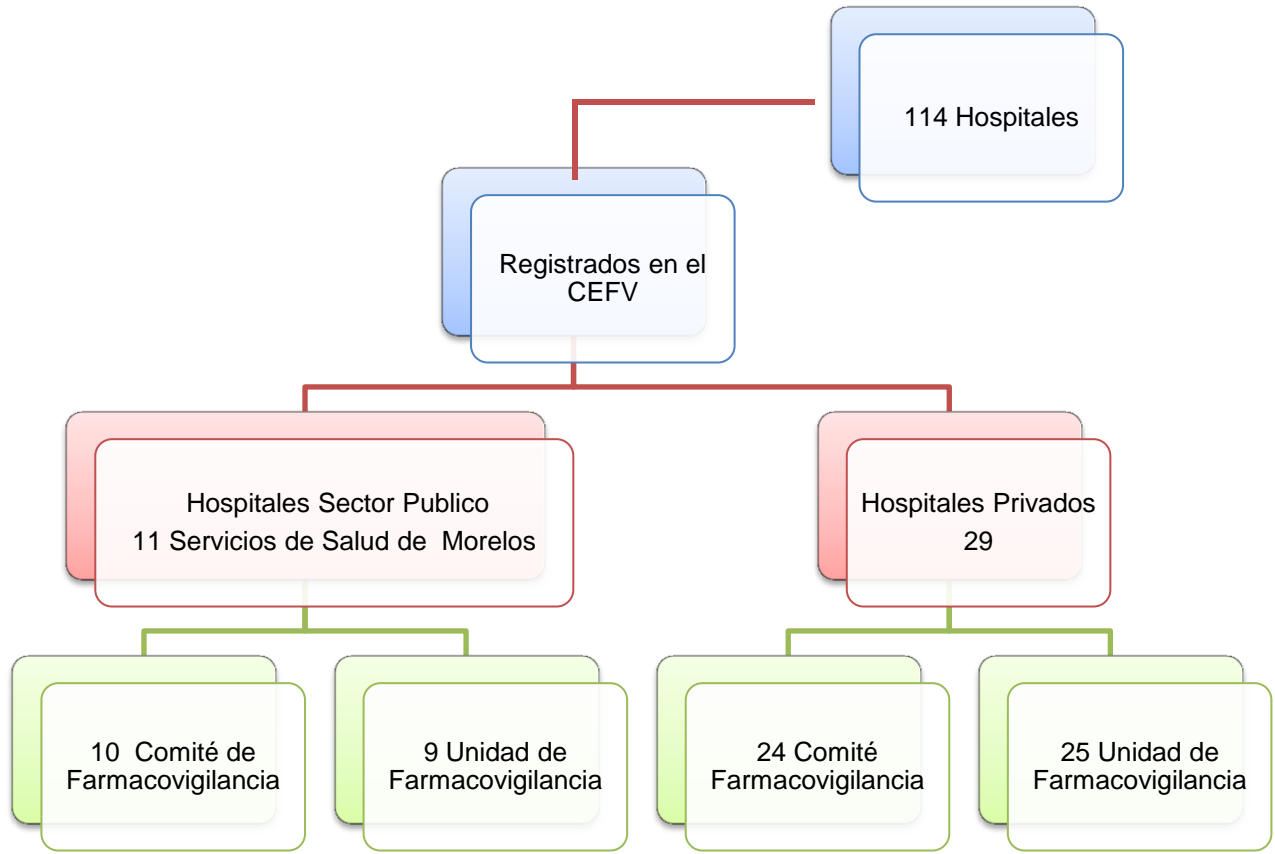 114 Hospitales
Registrados en el
CEFV
Hospitales Sector Publico
11 Servicios de Salud de Morelos
Hospitales Privados
29
10 Comité de
Farmacovigilancia
9 Unidad de
Farmacovigilancia
24 Comité
Farmacovigilancia
25 Unidad de
Farmacovigilancia